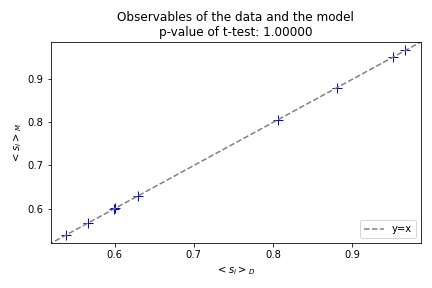 Observables of the data and the model
p-value of t-test: 1.00000
< s_i >_M
0.9
0.8
0.7
0.6
0.6 0.7 0.8 0.9
y=x
< s_i >_D